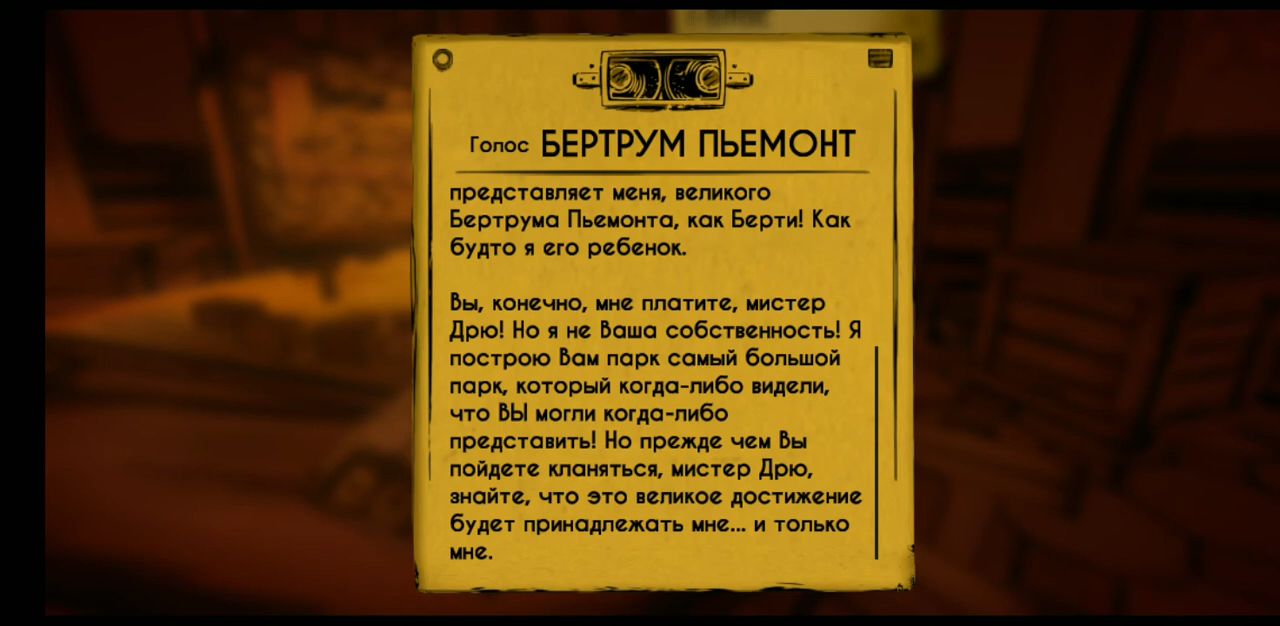 Голос БЕРТРУМ ПЬЕМОНТ
представляет меня, великого
Бертрума Пьемонта, как Берти! Как
будто я его ребенок.
Вы, конечно, мне платите, мистер
Дрю! Но я не Ваша собственность! Я
построю Вам парк самый большой
парк, который когда-либо видели,
что ВЫ могли когда-либо
представить! Но прежде чем Вы
пойдете кланяться, мистер Дрю,
знайте, что это великое достижение
будет принадлежать мне... и только
мне.